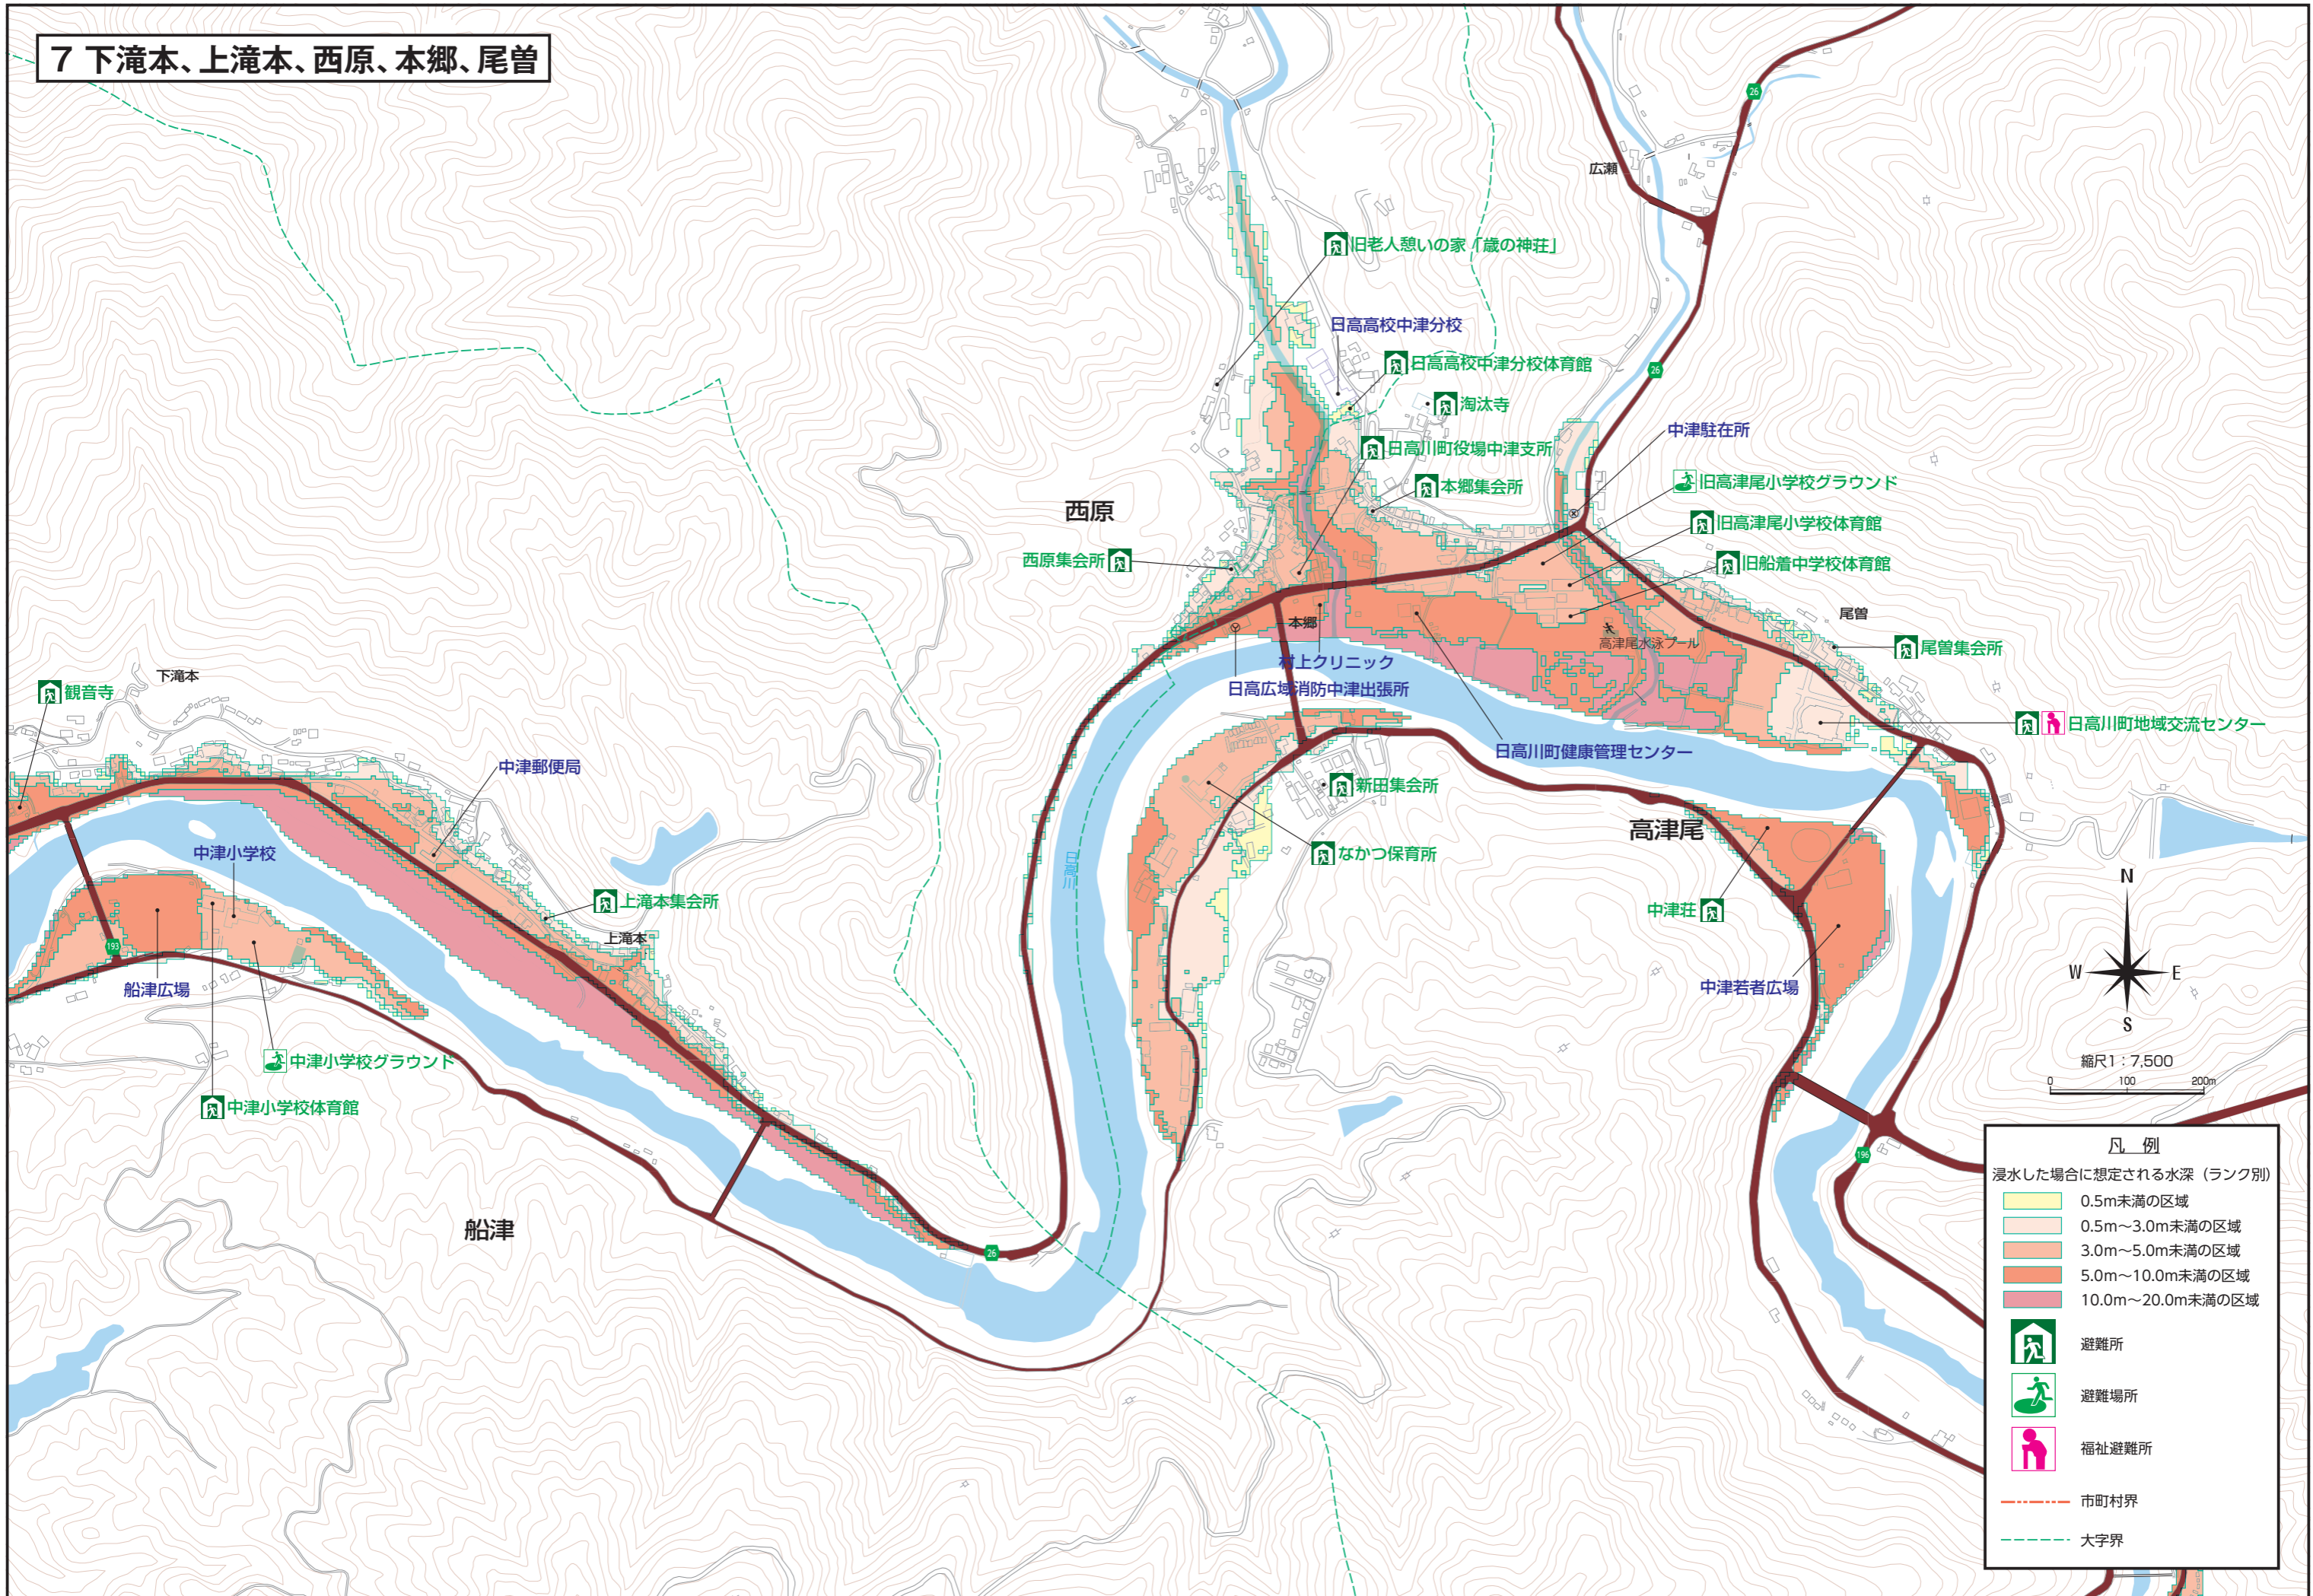 7 下滝本、上滝本、西原、本郷、尾曽
26
広瀬
旧老人憩いの家「歳の神荘」
日高高校中津分校
日高高校中津分校体育館
26
淘汰寺
中津駐在所
日高川町役場中津支所
旧高津尾小学校グラウンド
本郷集会所
西原
旧高津尾小学校体育館
西原集会所
旧船着中学校体育館
本郷
尾曽
高津尾水泳プール
尾曽集会所
村上クリニック
下滝本
日高広域消防中津出張所
観音寺
日高川町地域交流センター
日高川町健康管理センター
中津郵便局
新田集会所
高津尾
中津小学校
なかつ保育所
日高川
上滝本集会所
中津荘
上滝本
193
船津広場
中津若者広場
N
W
E
S
中津小学校グラウンド
縮尺1：7,500
0 100 200m
中津小学校体育館
196
船津
26
凡 例
浸水した場合に想定される水深（ランク別）
0.5m未満の区域
0.5m～3.0m未満の区域
3.0m～5.0m未満の区域
5.0m～10.0m未満の区域
10.0m～20.0m未満の区域
避難所
避難場所
福祉避難所
市町村界
大字界